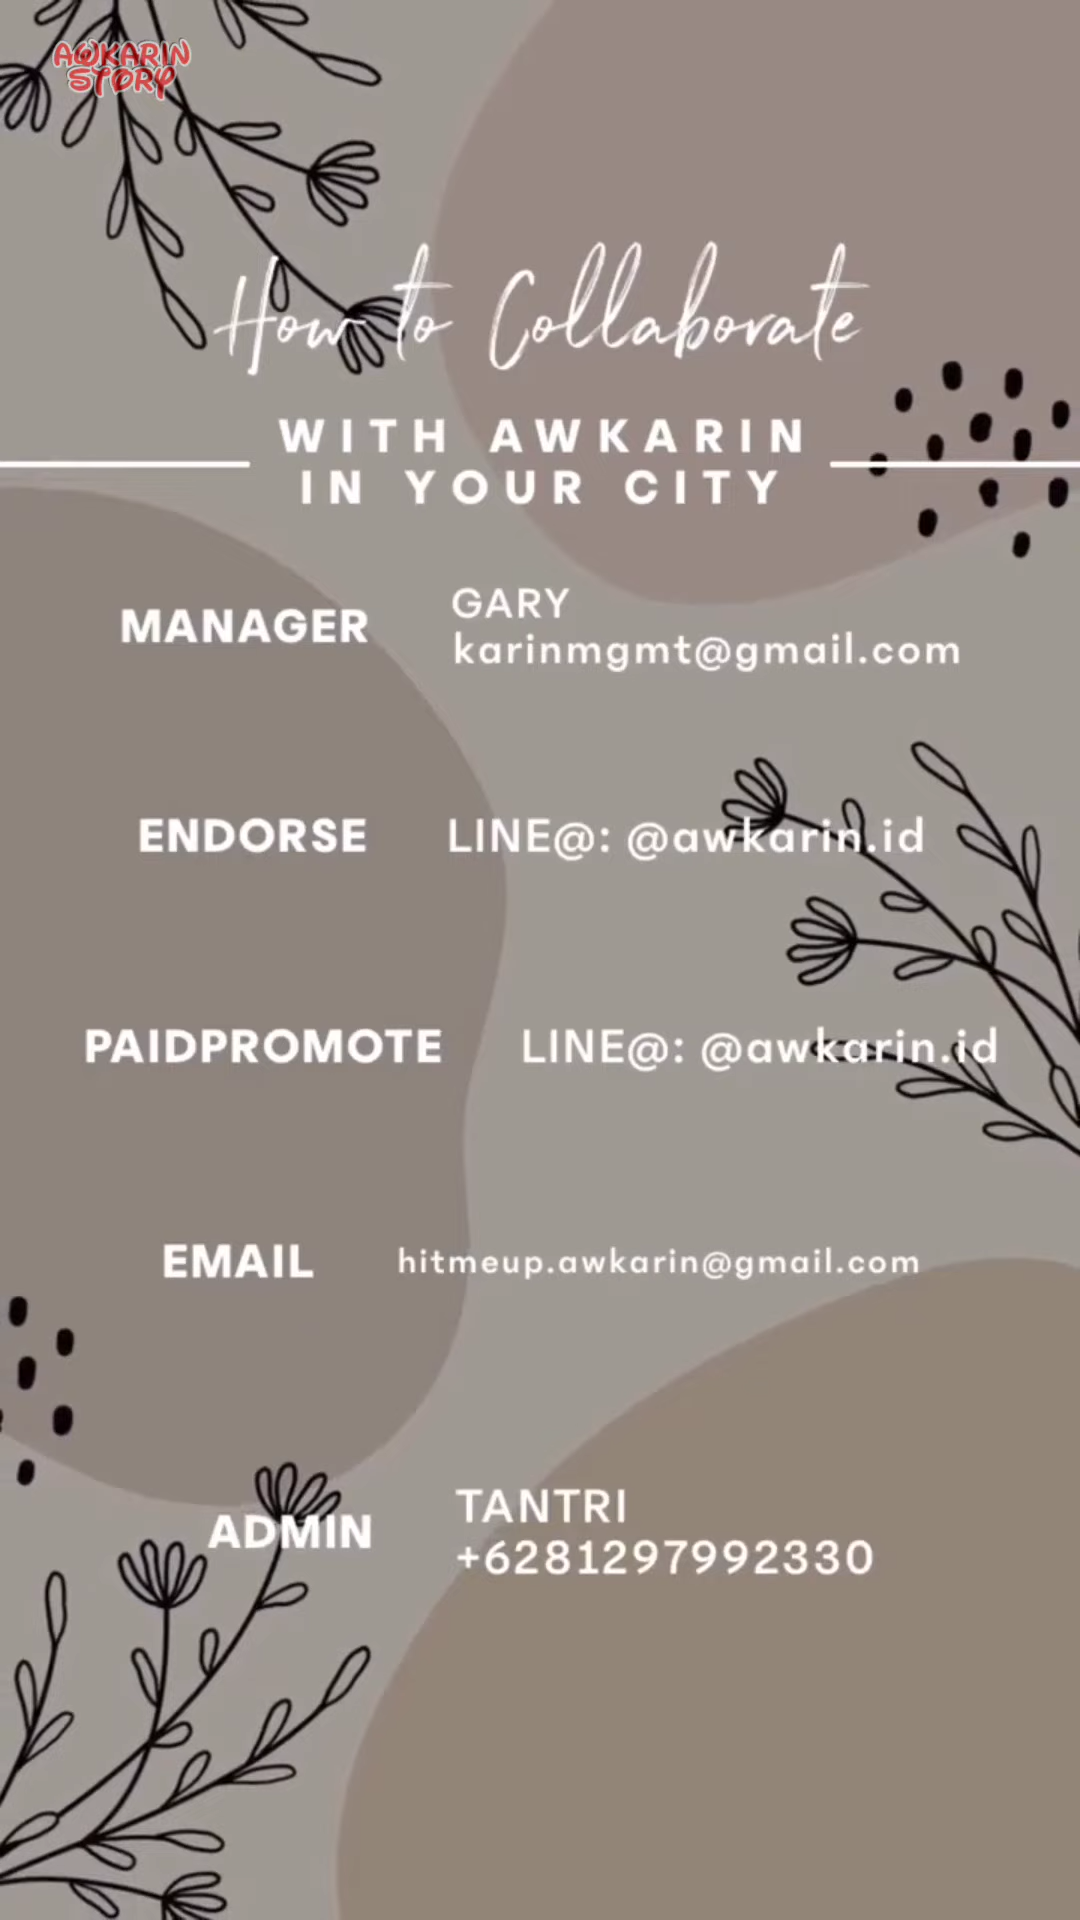 AWKARIN
STORY
How to Collaborate
WITH AWKARIN
IN YOUR CITY
MANAGER
GARY
karinmgmt@gmail.com
ENDORSE
LINE@: @awkarin.id
PAIDPROMOTE
LINE@: @awkarin.id
EMAIL
hitmeup.awkarin@gmail.com
ADMIN
TANTRI
+6281297992330